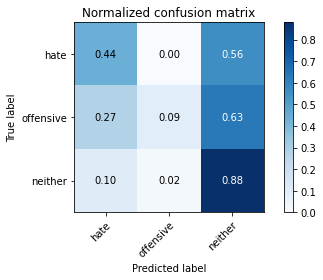 Normalized confusion matrix
True label
hate 0.44 0.00 0.56
offensive 0.27 0.09 0.63
neither 0.10 0.02 0.88
hate offensive neither
Predicted label
0.8
0.7
0.6
0.5
0.4
0.3
0.2
0.1
0.0